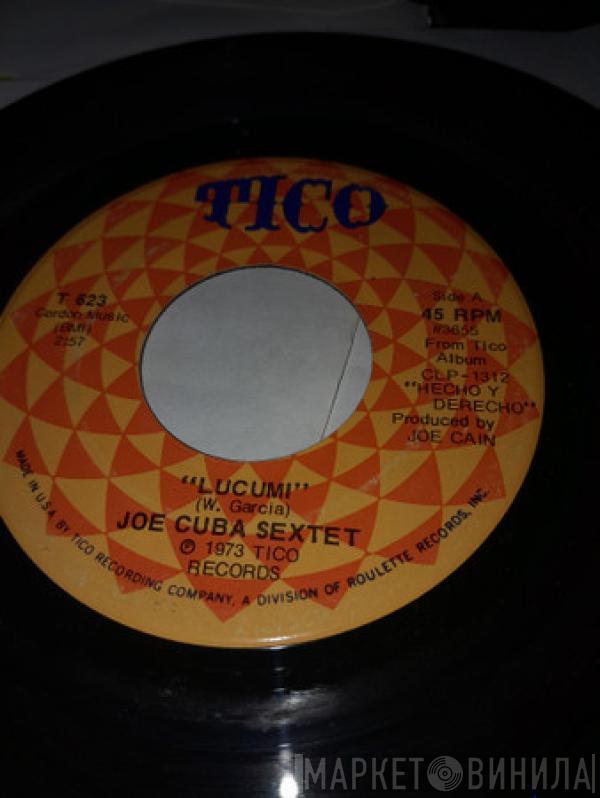 TICO
T 623
Cordon Music
(BMI)
2:57
Side A
45 RPM
#3655
From Tico
Album
CLP-1312
"HECHO Y
DERECHO"
Produced by
JOE CAIN
"LUCUMI"
(W. Garcia)
JOE CUBA SEXTET
℗ 1973 TICO
RECORDS
MADE IN U.S.A. BY TICO RECORDING COMPANY, A DIVISION OF ROULETTE RECORDS, INC.
МАРКЕТ ВИНИЛА